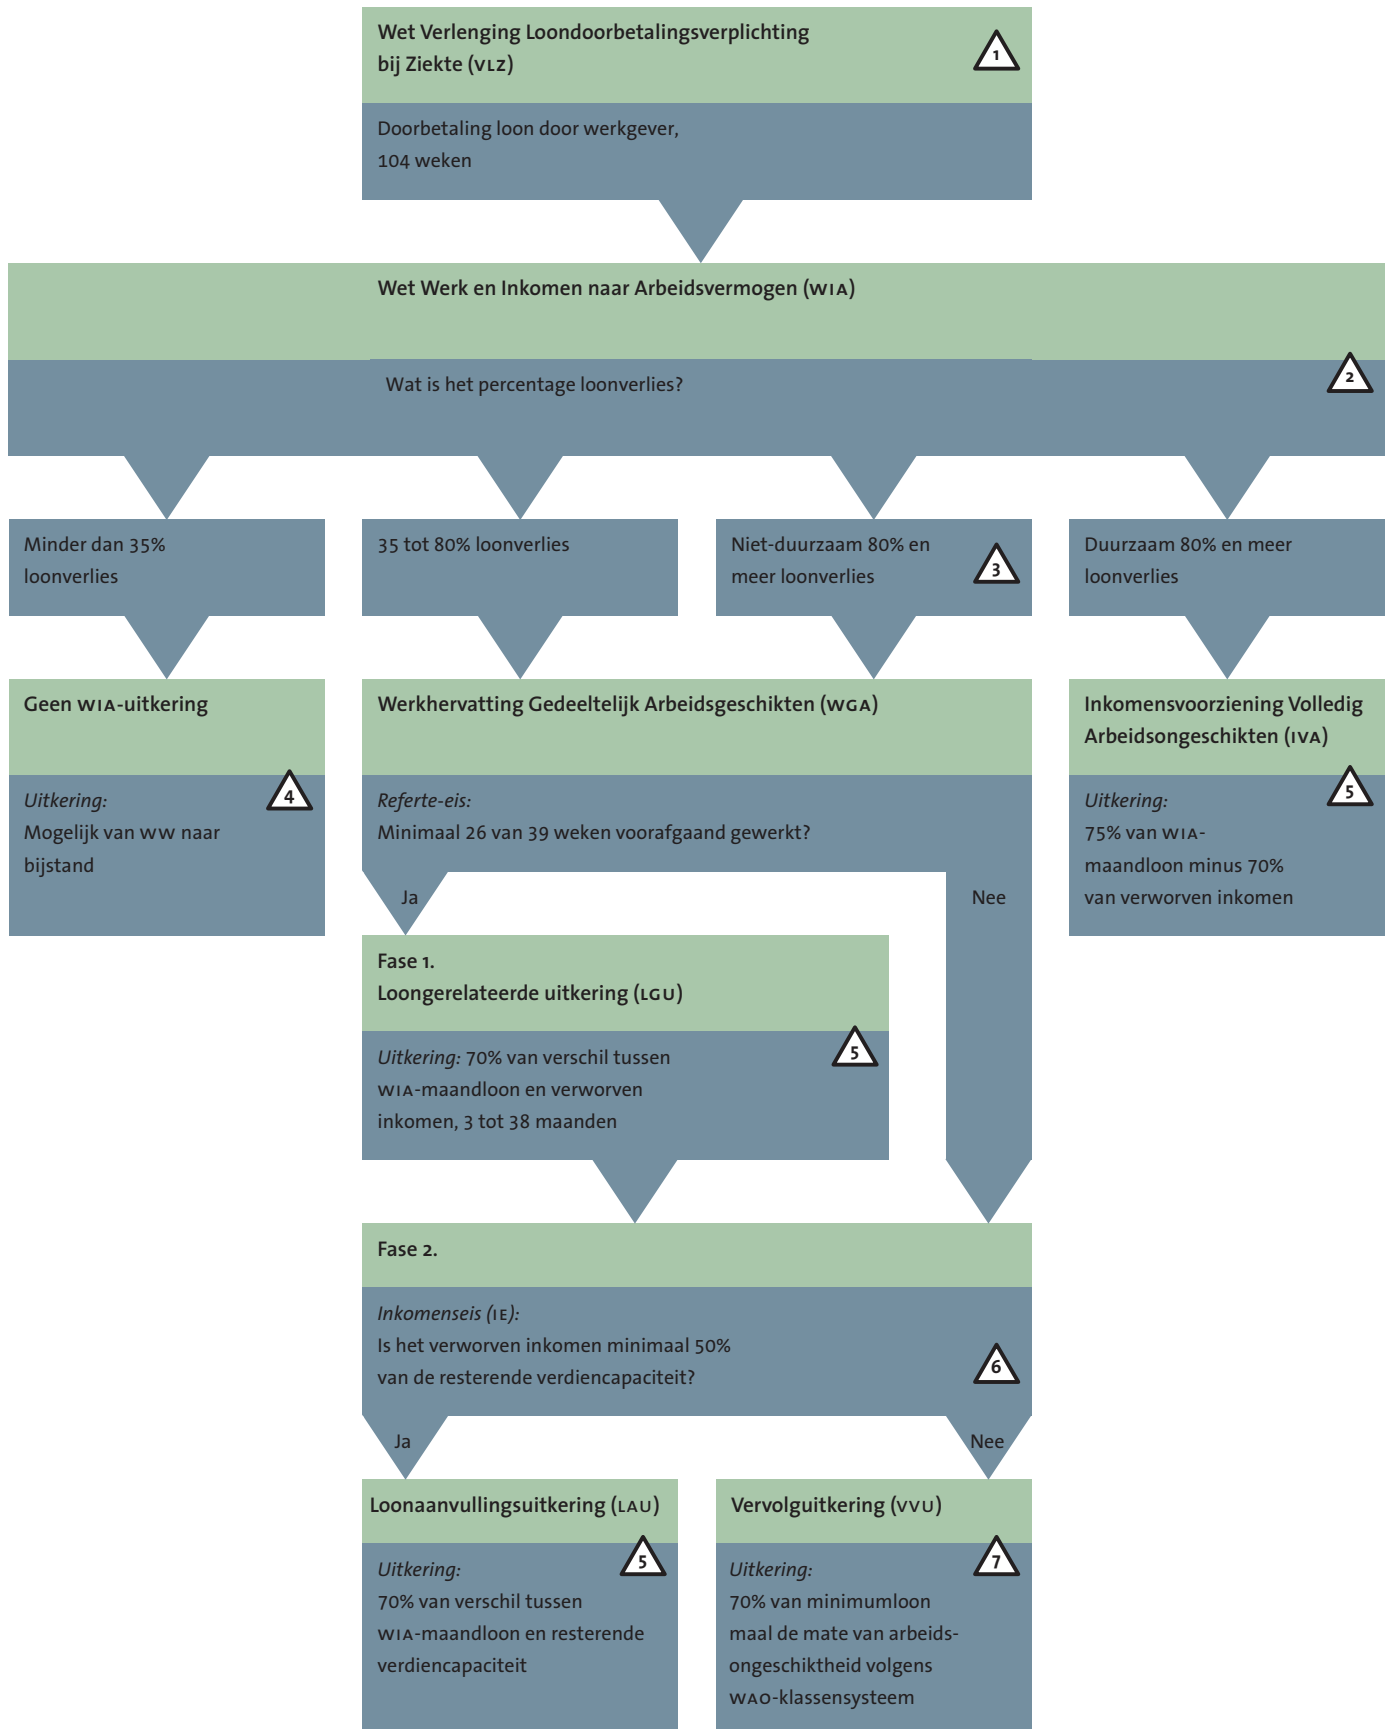 Wet Verlenging Loondoorbetalingsverplichting
bij Ziekte (VLZ)
1
Doorbetaling loon door werkgever,
104 weken
Wet Werk en Inkomen naar Arbeidsvermogen (WIA)
Wat is het percentage loonverlies?
2
Minder dan 35%
loonverlies
35 tot 80% loonverlies
Niet-duurzaam 80% en
meer loonverlies
3
Duurzaam 80% en meer
loonverlies
Geen WIA-uitkering
4
Uitkering:
Mogelijk van WW naar
bijstand
Werkhervatting Gedeeltelijk Arbeidsgeschikten (WGA)
Referte-eis:
Minimaal 26 van 39 weken voorafgaand gewerkt?
Inkomensvoorziening Volledig
Arbeidsongeschikten (IVA)
5
Uitkering:
75% van WIA-
maandloon minus 70%
van verworven inkomen
Ja
Nee
Fase 1.
Loongerelateerde uitkering (LGU)
5
Uitkering: 70% van verschil tussen
WIA-maandloon en verworven
inkomen, 3 tot 38 maanden
Fase 2.
Inkomenseis (IE):
Is het verworven inkomen minimaal 50%
van de resterende verdiencapaciteit?
6
Ja
Nee
Loonaanvullingsuitkering (LAU)
5
Uitkering:
70% van verschil tussen
WIA-maandloon en resterende
verdiencapaciteit
Vervolguitkering (VVU)
7
Uitkering:
70% van minimumloon
maal de mate van arbeids-
ongeschiktheid volgens
WAO-klassensysteem